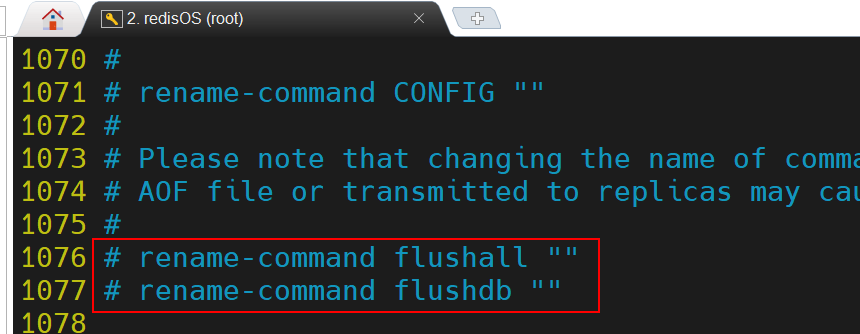 2. redisOS (root)
1070 #
1071 # rename-command CONFIG ""
1072 #
1073 # Please note that changing the name of comma
1074 # AOF file or transmitted to replicas may cau
1075 #
1076 # rename-command flushall ""
1077 # rename-command flushdb ""
1078